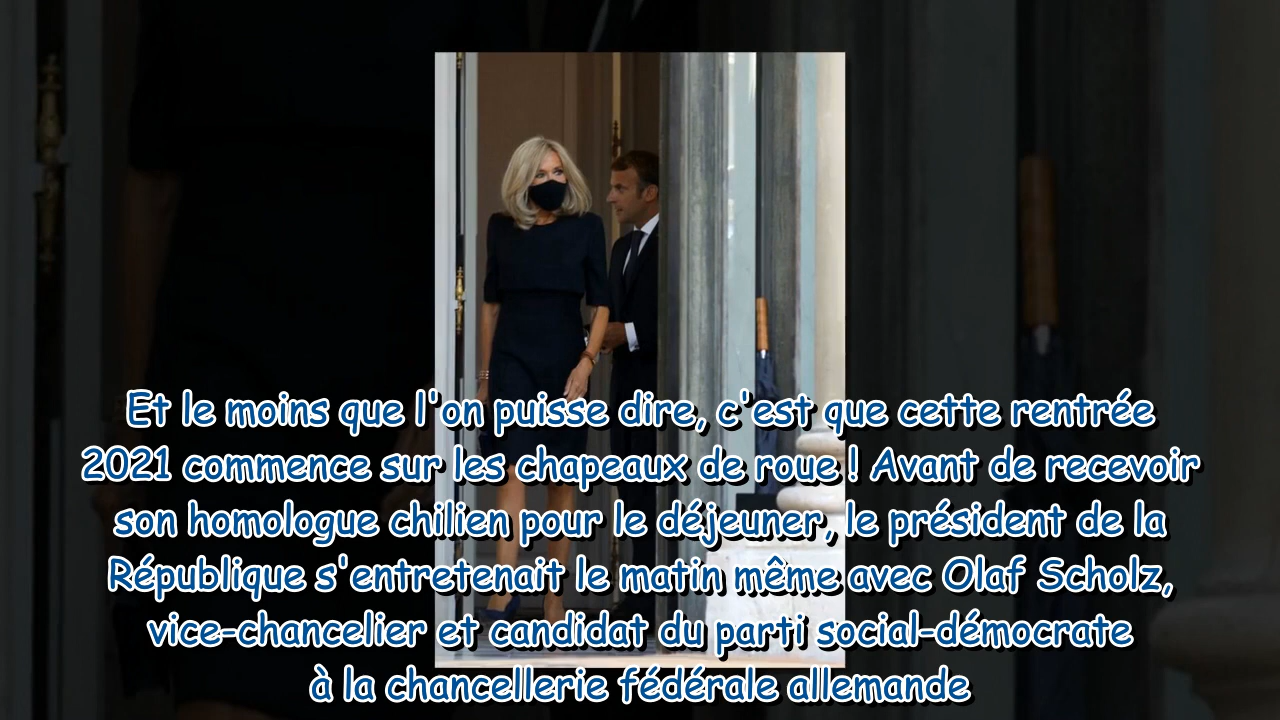 Et le moins que l'on puisse dire, c'est que cette rentrée
2021 commence sur les chapeaux de roue ! Avant de recevoir
son homologue chilien pour le déjeuner, le président de la
République s'entretenait le matin même avec Olaf Scholz,
vice-chancelier et candidat du parti social-démocrate
à la chancellerie fédérale allemande